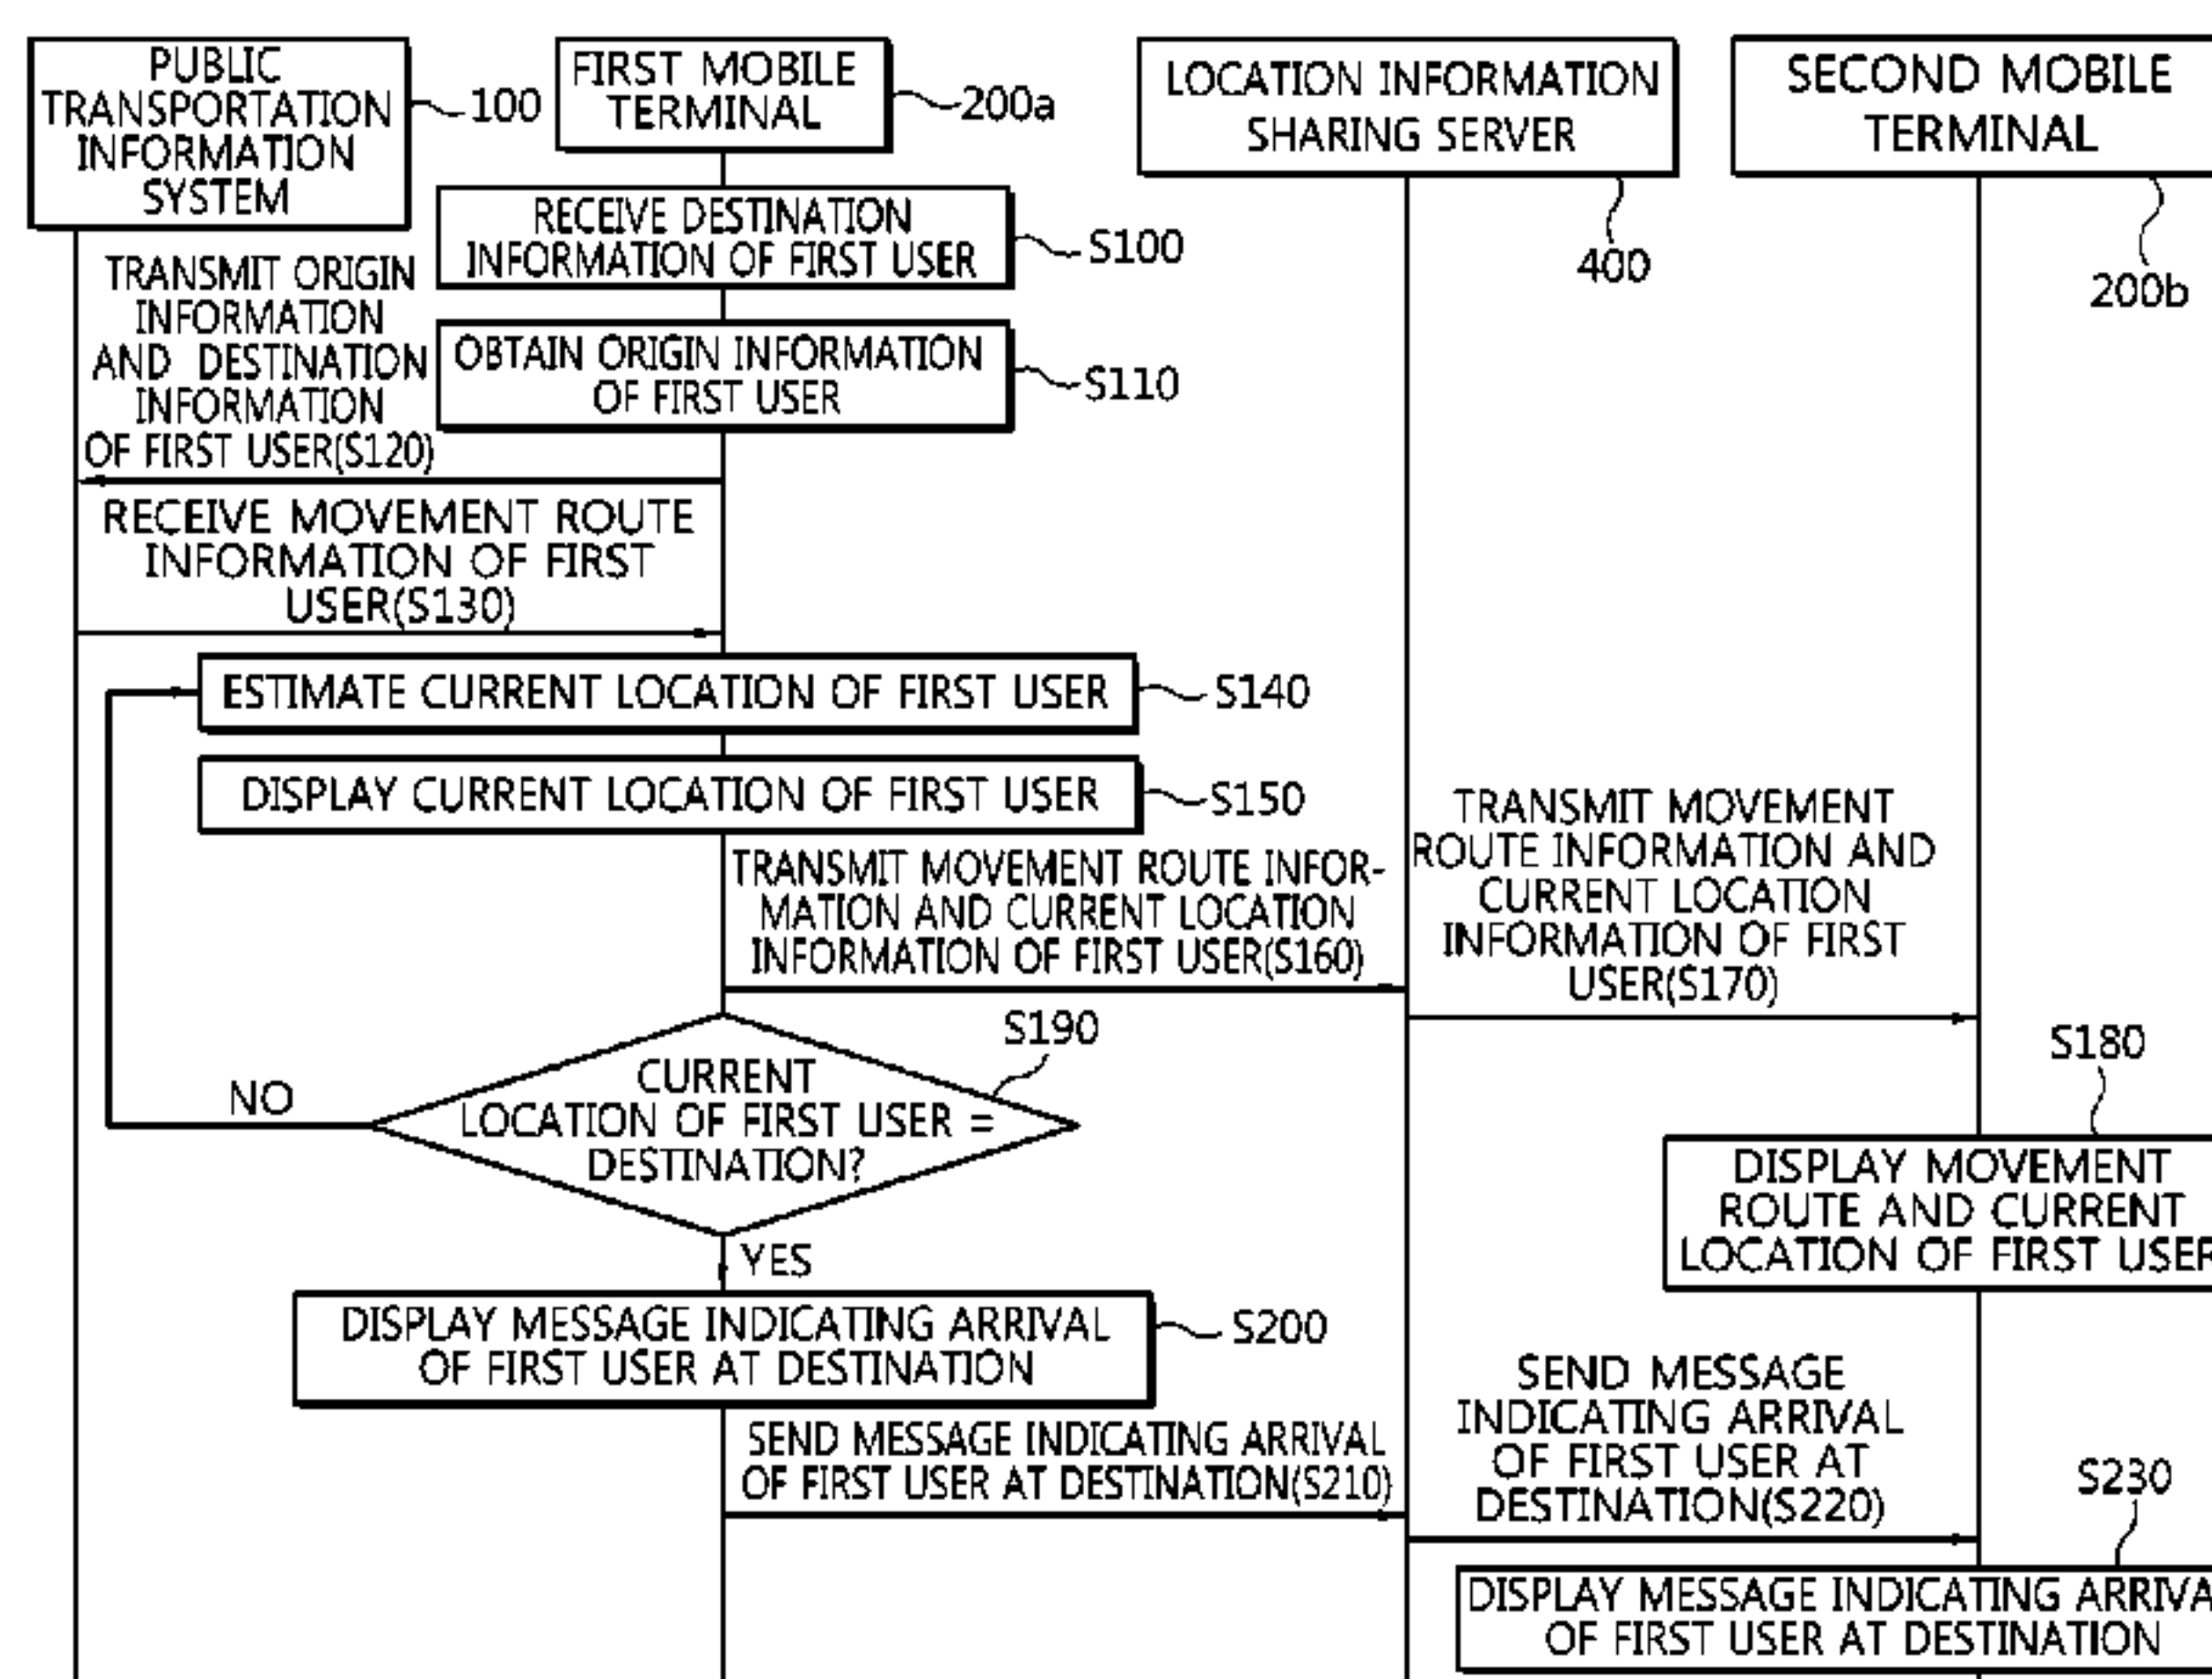 PUBLIC
TRANSPORTATION
INFORMATION
SYSTEM
100
FIRST MOBILE
TERMINAL
200a
LOCATION INFORMATION
SHARING SERVER
400
SECOND MOBILE
TERMINAL
200b
RECEIVE DESTINATION
INFORMATION OF FIRST USER
S100
OBTAIN ORIGIN INFORMATION
OF FIRST USER
S110
TRANSMIT ORIGIN
INFORMATION
AND DESTINATION
INFORMATION
OF FIRST USER(S120)
RECEIVE MOVEMENT ROUTE
INFORMATION OF FIRST
USER(S130)
ESTIMATE CURRENT LOCATION OF FIRST USER
S140
DISPLAY CURRENT LOCATION OF FIRST USER
S150
TRANSMIT MOVEMENT ROUTE INFOR-
MATION AND CURRENT LOCATION
INFORMATION OF FIRST USER(S160)
TRANSMIT MOVEMENT
ROUTE INFORMATION AND
CURRENT LOCATION
INFORMATION OF FIRST
USER(S170)
S180
DISPLAY MOVEMENT
ROUTE AND CURRENT
LOCATION OF FIRST USER
S190
CURRENT
LOCATION OF FIRST USER =
DESTINATION?
NO
YES
DISPLAY MESSAGE INDICATING ARRIVAL
OF FIRST USER AT DESTINATION
S200
SEND MESSAGE INDICATING ARRIVAL
OF FIRST USER AT DESTINATION(S210)
SEND MESSAGE
INDICATING ARRIVAL
OF FIRST USER AT
DESTINATION(S220)
S230
DISPLAY MESSAGE INDICATING ARRIVA
OF FIRST USER AT DESTINATION